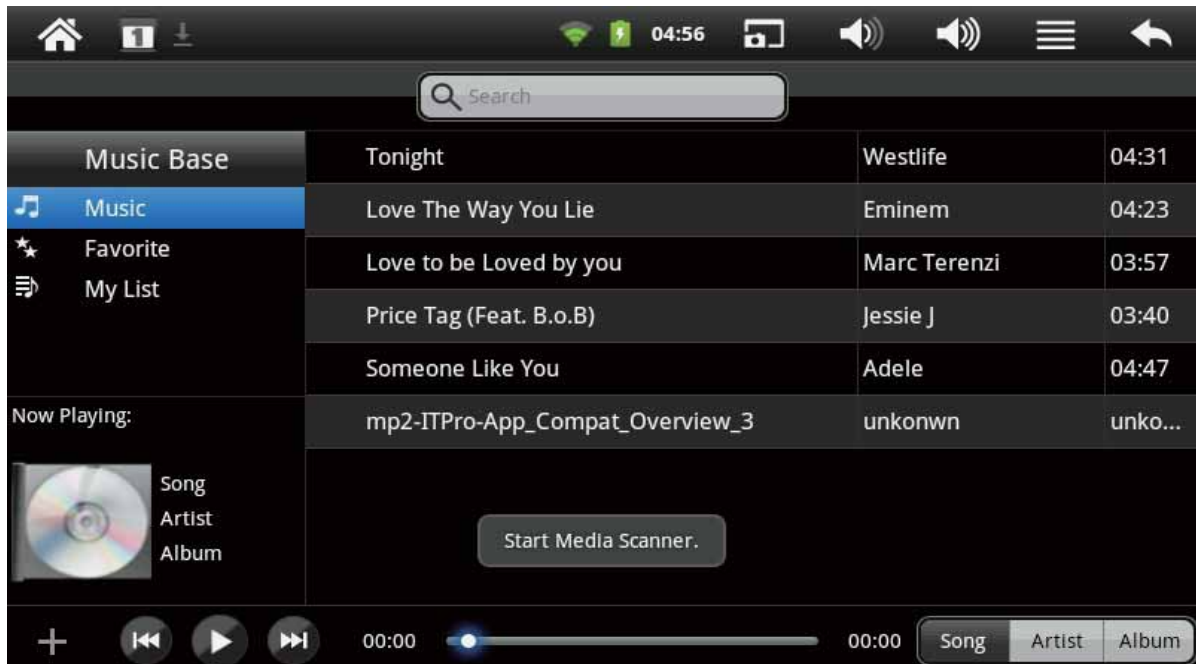 1
04:56
Search
Music Base
Music
Favorite
My List
Tonight Westlife 04:31
Love The Way You Lie Eminem 04:23
Love to be Loved by you Marc Terenzi 03:57
Price Tag (Feat. B.o.B) Jessie J 03:40
Someone Like You Adele 04:47
mp2-ITPro-App_Compat_Overview_3 unkonwn unko...
Now Playing:
Song
Artist
Album
Start Media Scanner.
00:00 00:00 Song Artist Album